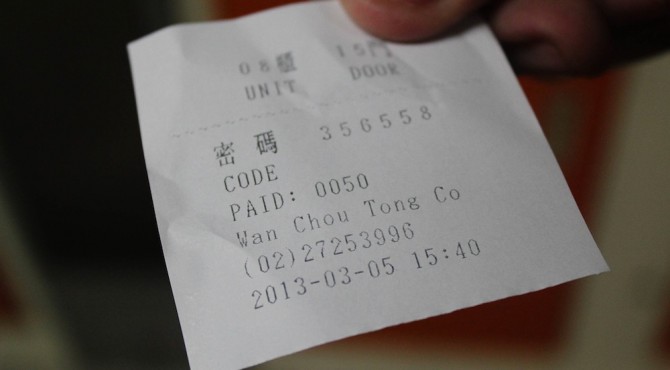 08櫃 15門
UNIT DOOR
密碼 356558
CODE
PAID: 0050
Wan Chou Tong Co
(02)27253996
2013-03-05 15:40